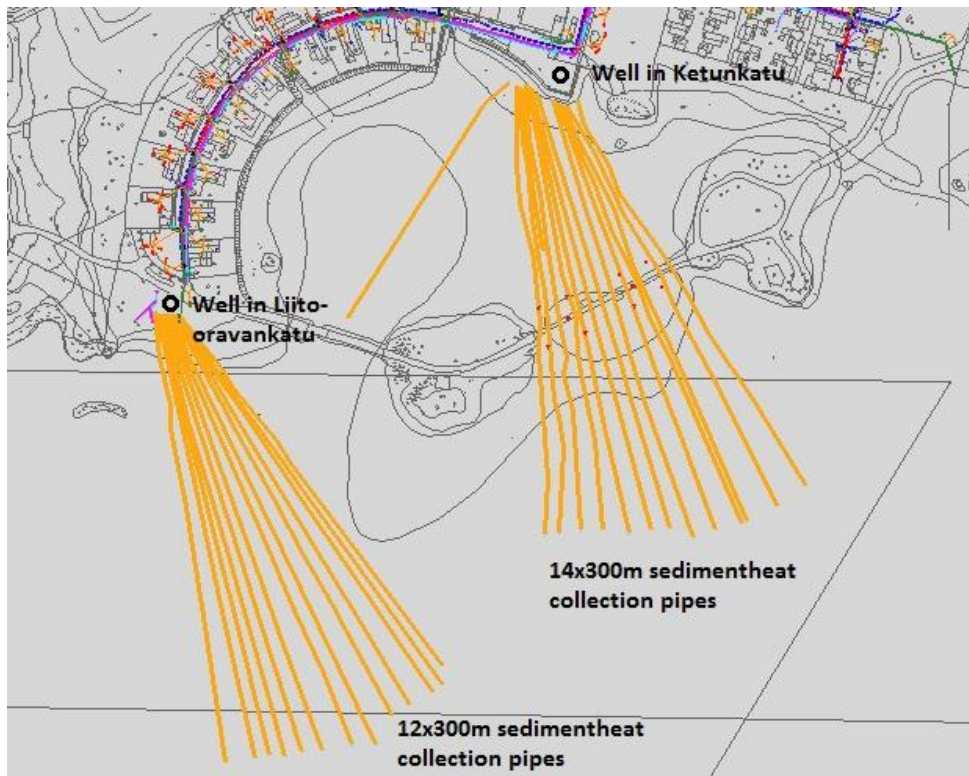 Well in Ketunkatu
Well in Liito-
oravankatu
14x300m sedimentheat
collection pipes
12x300m sedimentheat
collection pipes